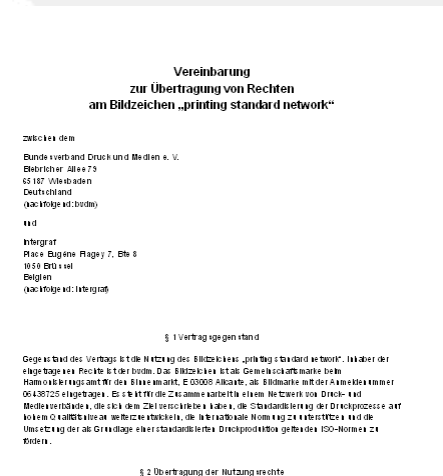 Vereinbarung
zur Übertragung von Rechten
am Bildzeichen „printing standard network“
zwischen dem
Bundesverband Druck und Medien e. V.
Biebricher Allee 79
65187 Wiesbaden
Deutschland
(nachfolgend: bvdm)
und
Intergraf
Place Eugène Flagey 7, Bte 8
1050 Brüssel
Belgien
(nachfolgend: Intergraf)
§ 1 Vertragsgegenstand
Gegenstand des Vertrags ist die Nutzung des Bildzeichens „printing standard network“. Inhaber der
eingetragenen Rechte ist der bvdm. Das Bildzeichen ist als Gemeinschaftsmarke beim
Harmonisierungsamt für den Binnenmarkt, E 03008 Alicante, als Bildmarke mit der Anmeldenummer
06438725 eingetragen. Es steht für die Zusammenarbeit in einem Netzwerk von Druck- und
Medienverbänden, die sich dem Ziel verschrieben haben, die Standardisierung der Druckprozesse auf
hohem Qualitätsniveau weiterzuentwickeln, die internationale Normung zu unterstützen und die
Umsetzung der als Grundlage einer standardisierten Druckproduktion geltenden ISO-Normen zu
fördern.
§ 2 Übertragung der Nutzungsrechte